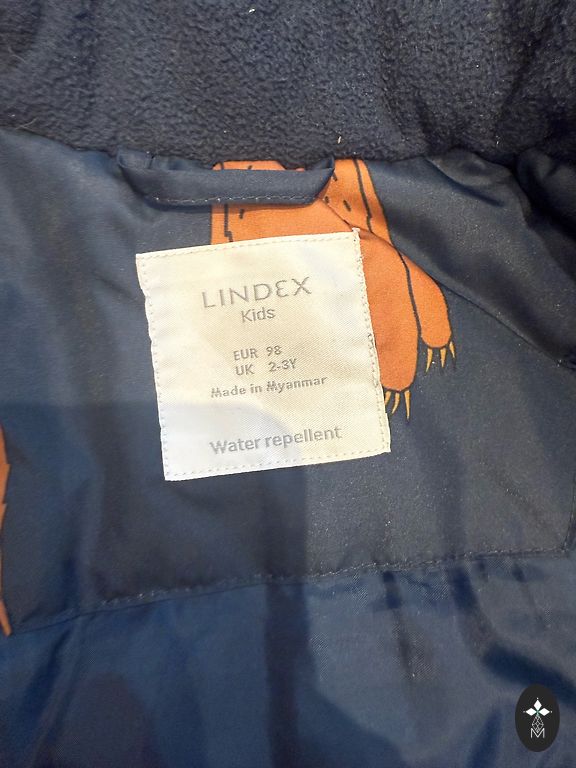 LINDEX
Kids
EUR 98
UK 2-3Y
Made in Myanmar
Water repellent
M